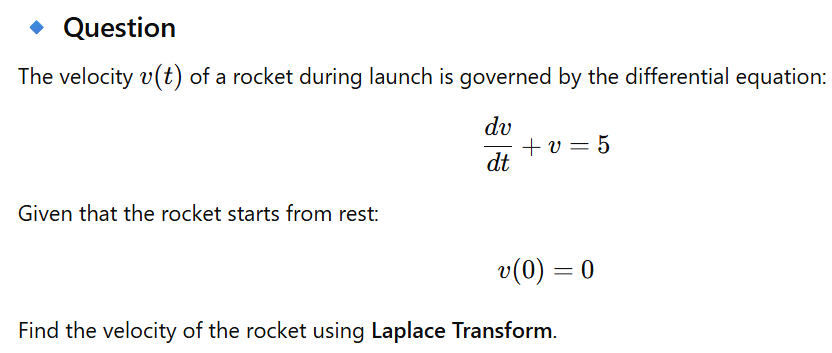 Question
The velocity v(t) of a rocket during launch is governed by the differential equation:
dv/dt + v = 5
Given that the rocket starts from rest:
v(0) = 0
Find the velocity of the rocket using Laplace Transform.